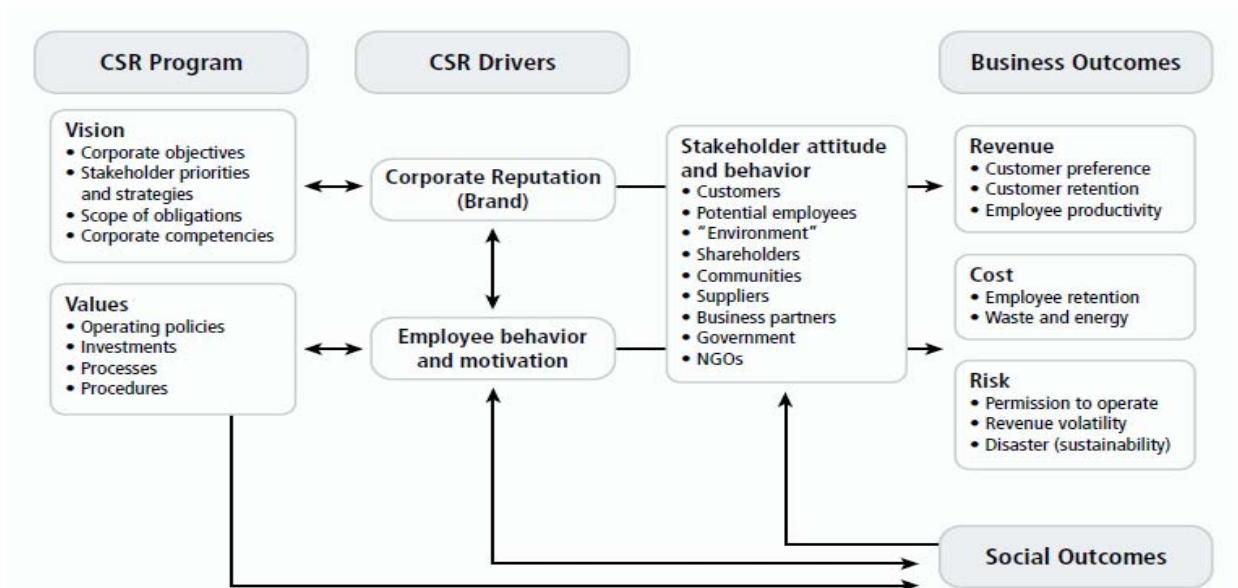 CSR Program
CSR Drivers
Business Outcomes
Vision
• Corporate objectives
• Stakeholder priorities
and strategies
• Scope of obligations
• Corporate competencies
Values
• Operating policies
• Investments
• Processes
• Procedures
Corporate Reputation
(Brand)
Employee behavior
and motivation
Stakeholder attitude
and behavior
• Customers
• Potential employees
• “Environment”
• Shareholders
• Communities
• Suppliers
• Business partners
• Government
• NGOs
Revenue
• Customer preference
• Customer retention
• Employee productivity
Cost
• Employee retention
• Waste and energy
Risk
• Permission to operate
• Revenue volatility
• Disaster (sustainability)
Social Outcomes